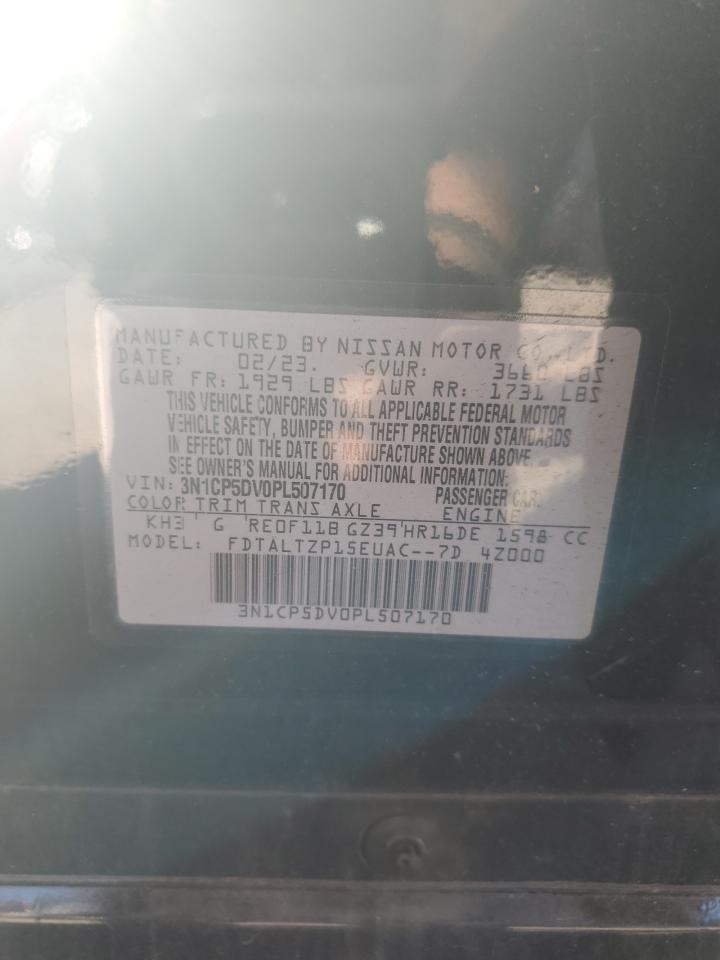 MANUFACTURED BY NISSAN MOTOR CO.,LTD.
DATE: 02/23. GVWR: 3660 LBS
GAWR FR: 1929 LBS GAWR RR: 1731 LBS
THIS VEHICLE CONFORMS TO ALL APPLICABLE FEDERAL MOTOR
VEHICLE SAFETY, BUMPER AND THEFT PREVENTION STANDARDS
IN EFFECT ON THE DATE OF MANUFACTURE SHOWN ABOVE.
SEE OWNER'S MANUAL FOR ADDITIONAL INFORMATION.
VIN: 3N1CP5DV0PL507170 PASSENGER CAR.
COLOR TRIM TRANS AXLE ENGINE
KH3 G RE0F11B GZ39 HR16DE 1598 CC
MODEL: FDTALTZP15EUAC--7D 4Z000
3N1CP5DV0PL507170